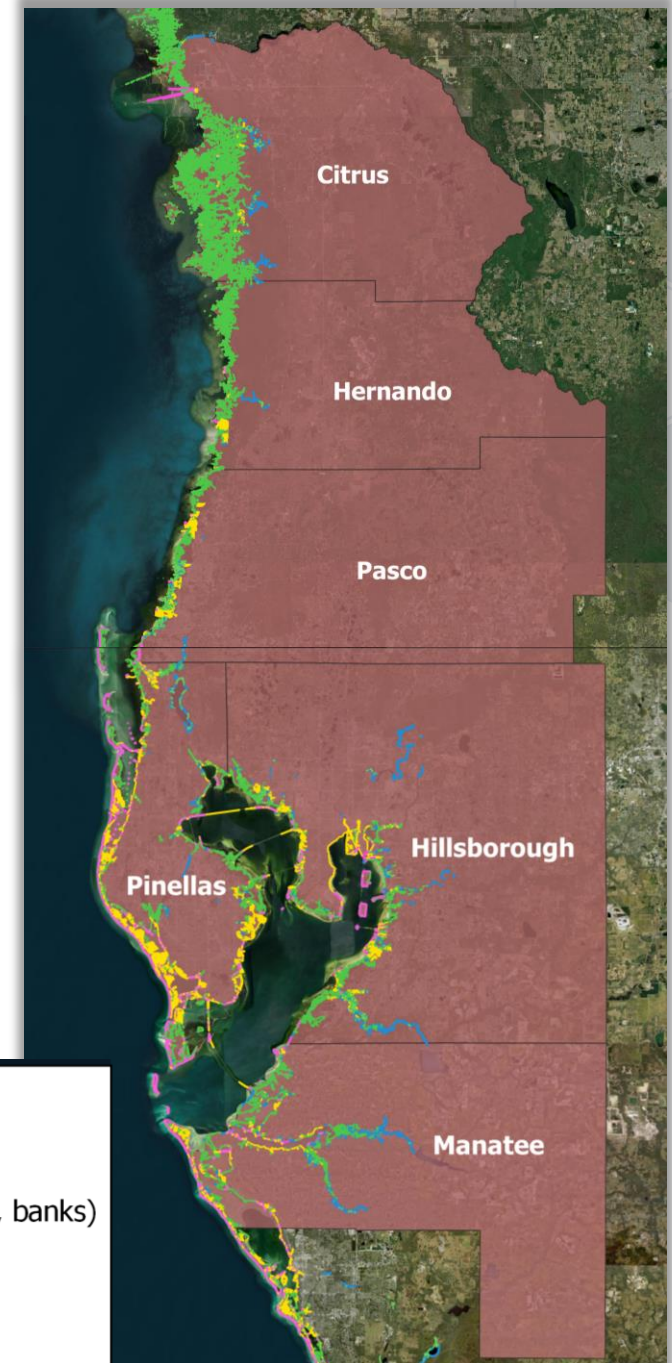 Citrus
Hernando
Pasco
Hillsborough
Pinellas
Manatee
, banks)